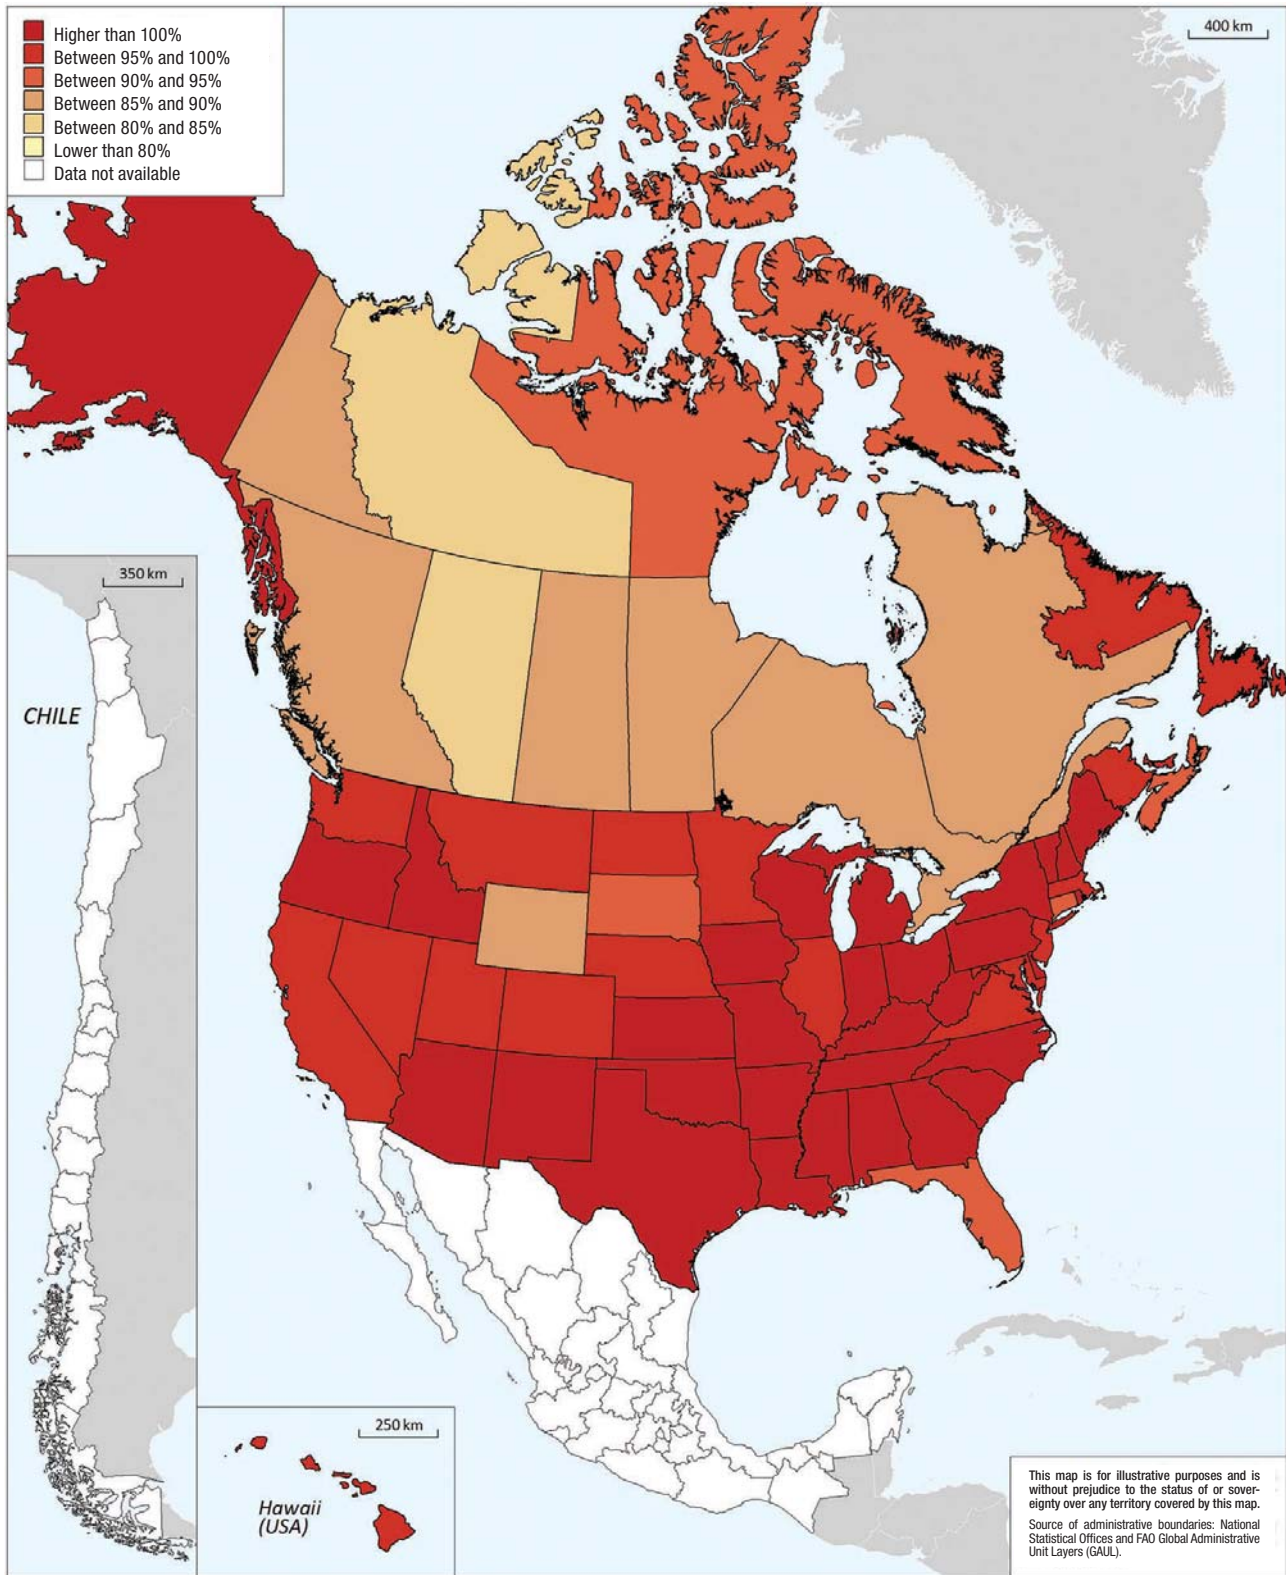 Higher than 100%
Between 95% and 100%
Between 90% and 95%
Between 85% and 90%
Between 80% and 85%
Lower than 80%
Data not available
400 km
350 km
CHILE
250 km
Hawaii
(USA)
This map is for illustrative purposes and is
without prejudice to the status of or sover-
eignty over any territory covered by this map.
Source of administrative boundaries: National
Statistical Offices and FAO Global Administrative
Unit Layers (GAUL).